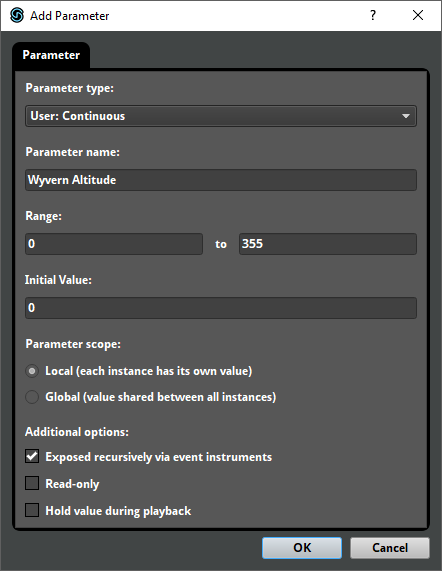 Add Parameter
?
Parameter
Parameter type:
User: Continuous
Parameter name:
Wyvern Altitude
Range:
0 to 355
Initial Value:
0
Parameter scope:
Local (each instance has its own value)
Global (value shared between all instances)
Additional options:
Exposed recursively via event instruments
Read-only
Hold value during playback
OK Cancel